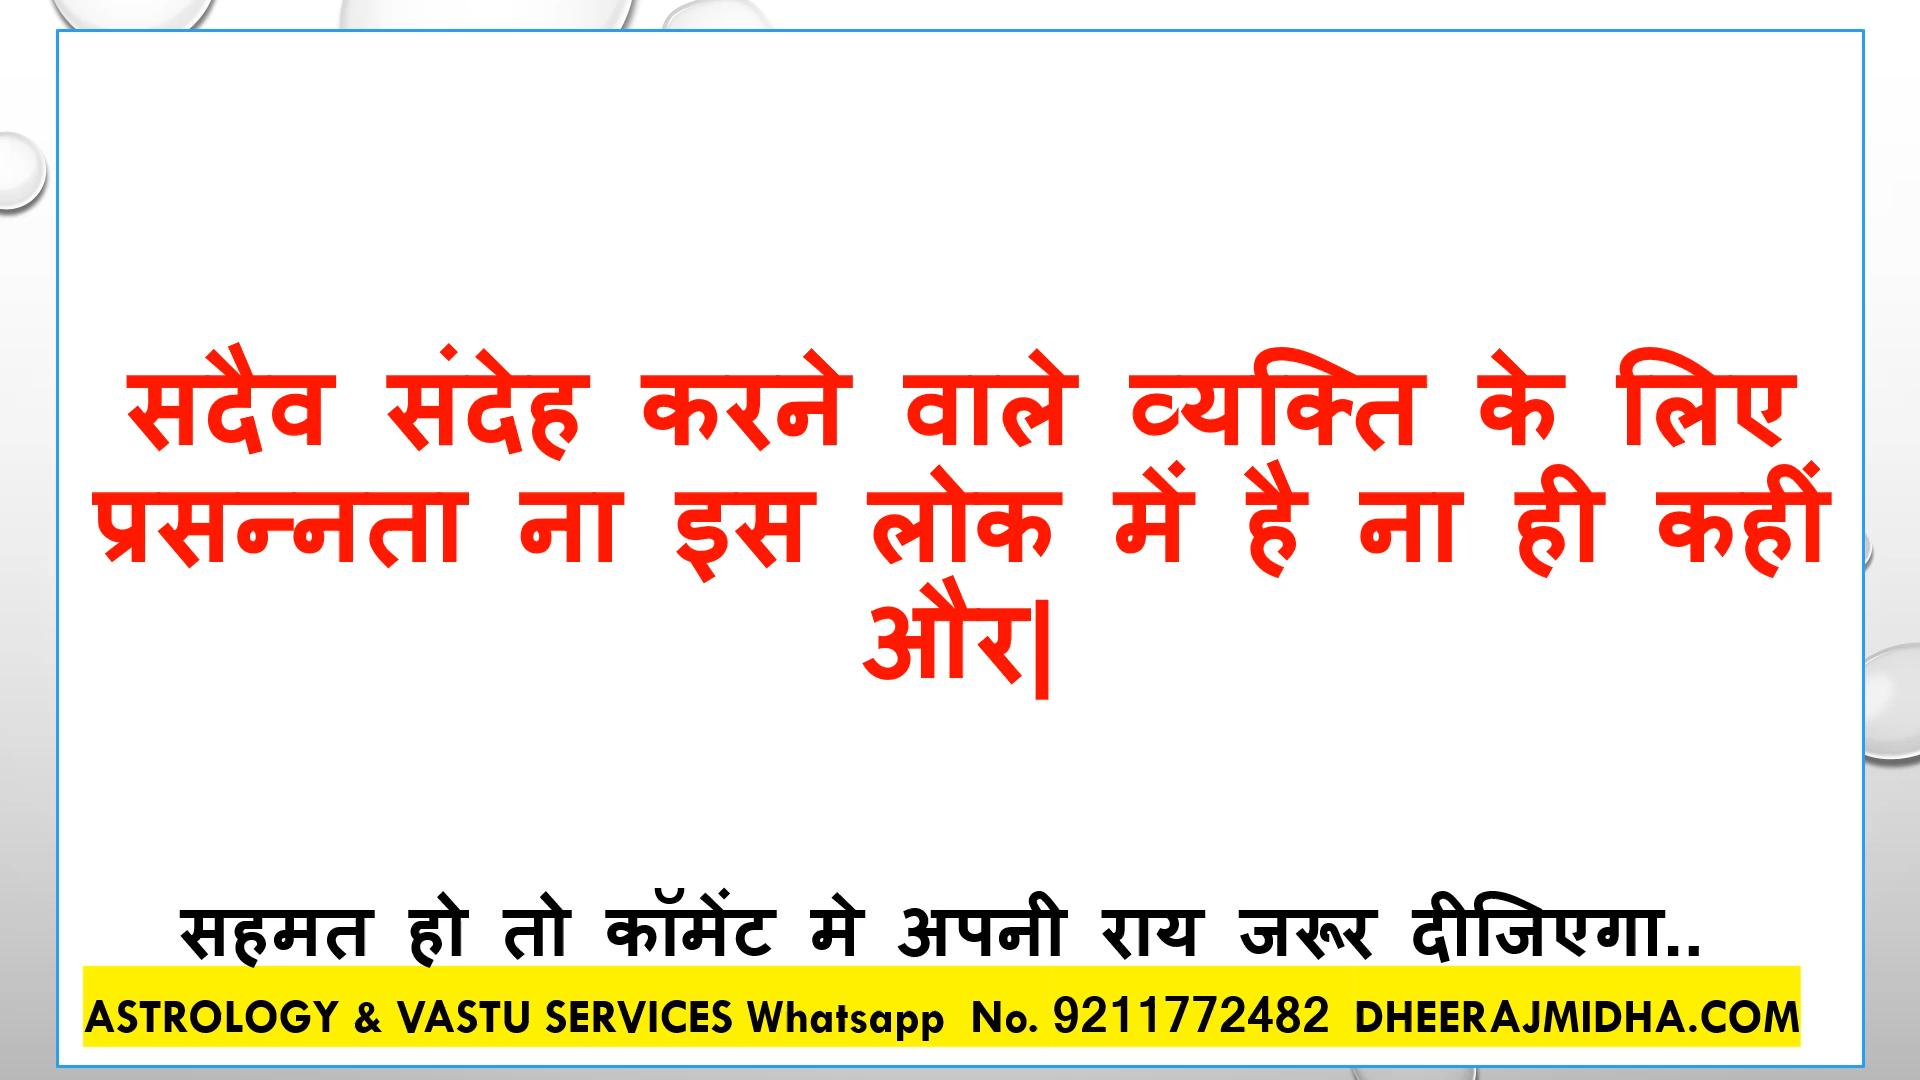 सदैव संदेह करने वाले व्यक्ति के लिए
प्रसन्नता ना इस लोक में है ना ही कहीं
और|
सहमत हो तो कॉमेंट मे अपनी राय जरूर दीजिएगा..
ASTROLOGY & VASTU SERVICES Whatsapp No. 9211772482 DHEERAJMIDHA.COM